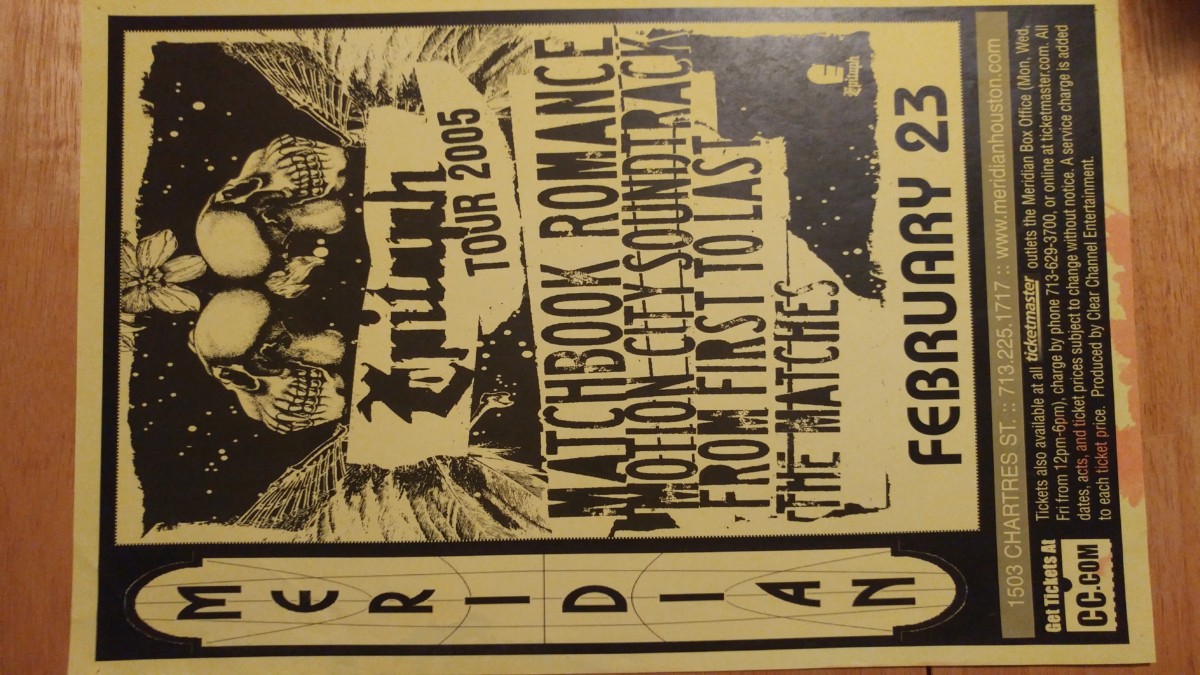 MERIDIAN
Epitaph
TOUR 2005
MATCHBOOK ROMANCE
MOTION CITY SOUNDTRACK
FROM FIRST TO LAST
THE MATCHES
Epitaph
FEBRUARY 23
1503 CHARTRES ST. :: 713.225.1717 :: www.meridianhouston.com
Get Tickets At
CC.COM
Tickets also available at all ticketmaster outlets the Meridian Box Office (Mon, Wed,
Fri from 12pm-6pm), charge by phone 713-629-3700, or online at ticketmaster.com. All
dates, acts, and ticket prices subject to change without notice. A service charge is added
to each ticket price. Produced by Clear Channel Entertainment.